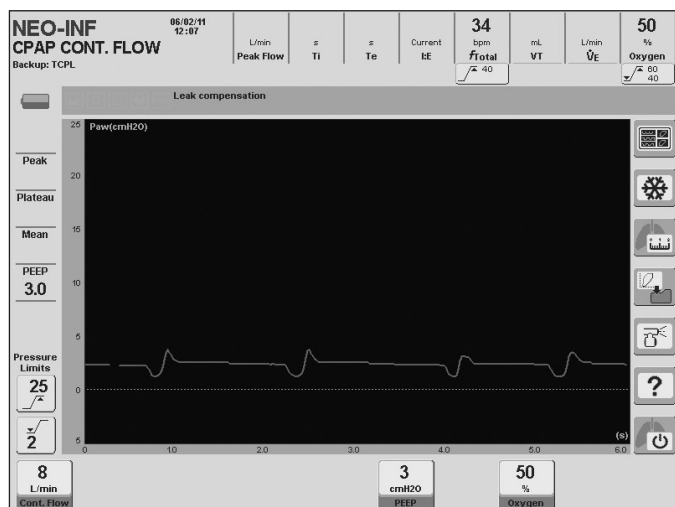 NEO-INF
CPAP CONT. FLOW
Backup: TCPL
06/02/11
12:07
L/min
Peak Flow
s
Ti
s
Te
Current
I:E
34
bpm
fTotal
40
mL
VT
L/min
V̇E
50
%
Oxygen
60
40
Leak compensation
Paw(cmH2O)
25
20
15
10
5
0
5
0
1.0
2.0
3.0
4.0
5.0
6.0
(s)
Peak
Plateau
Mean
PEEP
3.0
Pressure
Limits
25
2
?
8
L/min
Cont. Flow
3
cmH2O
PEEP
50
%
Oxygen